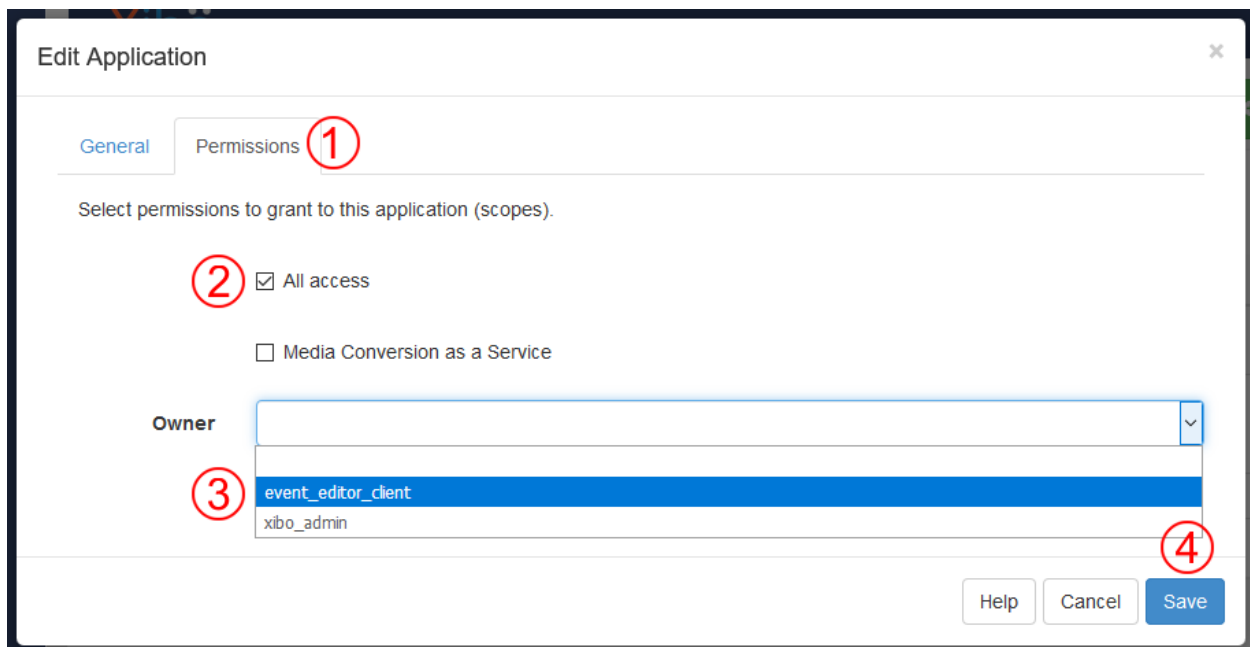 Edit Application
×
General Permissions 1
Select permissions to grant to this application (scopes).
2 All access
Media Conversion as a Service
Owner
3 event_editor_client
xibo_admin
4
Help Cancel Save